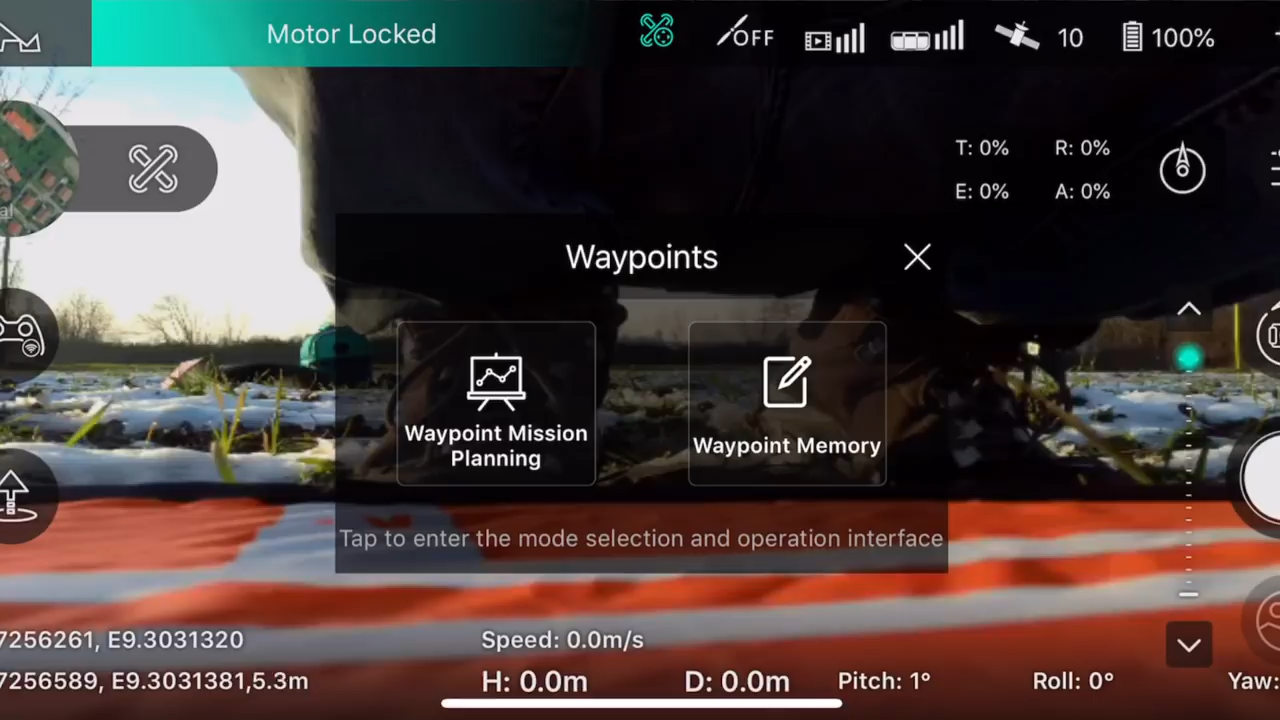 Motor Locked
OFF
10
100%
T: 0%
R: 0%
E: 0%
A: 0%
al
Waypoints
Waypoint Mission
Planning
Waypoint Memory
Tap to enter the mode selection and operation interface
7256261, E9.3031320
Speed: 0.0m/s
7256589, E9.3031381,5.3m
H: 0.0m
D: 0.0m
Pitch: 1°
Roll: 0°
Yaw: